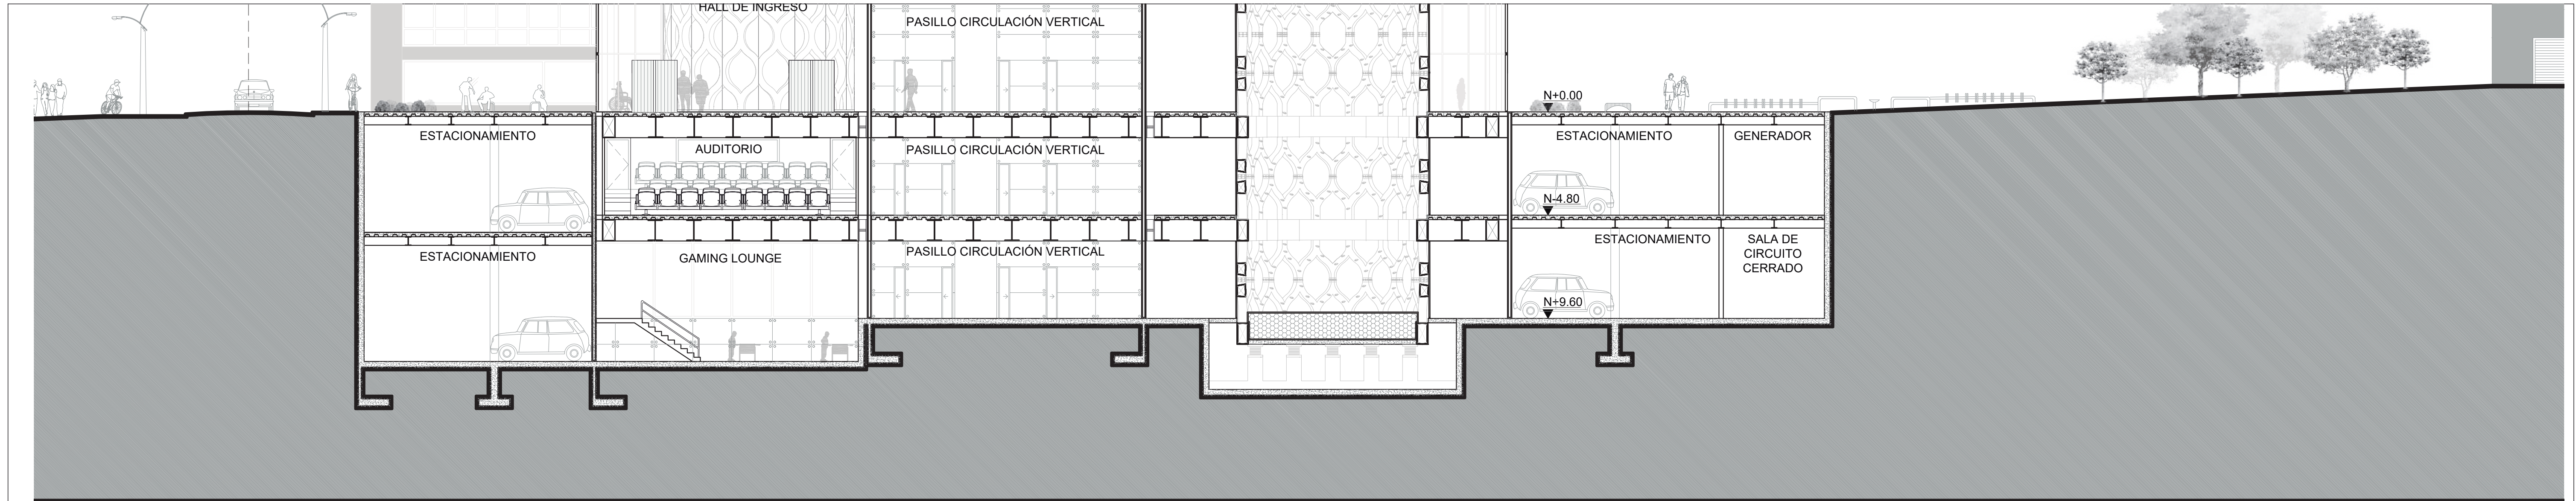 HALL DE INGRESO
PASILLO CIRCULACIÓN VERTICAL
N+0.00
ESTACIONAMIENTO
AUDITORIO
PASILLO CIRCULACIÓN VERTICAL
ESTACIONAMIENTO
GENERADOR
N-4.80
ESTACIONAMIENTO
GAMING LOUNGE
PASILLO CIRCULACIÓN VERTICAL
ESTACIONAMIENTO
SALA DE
CIRCUITO
CERRADO
N+9.60